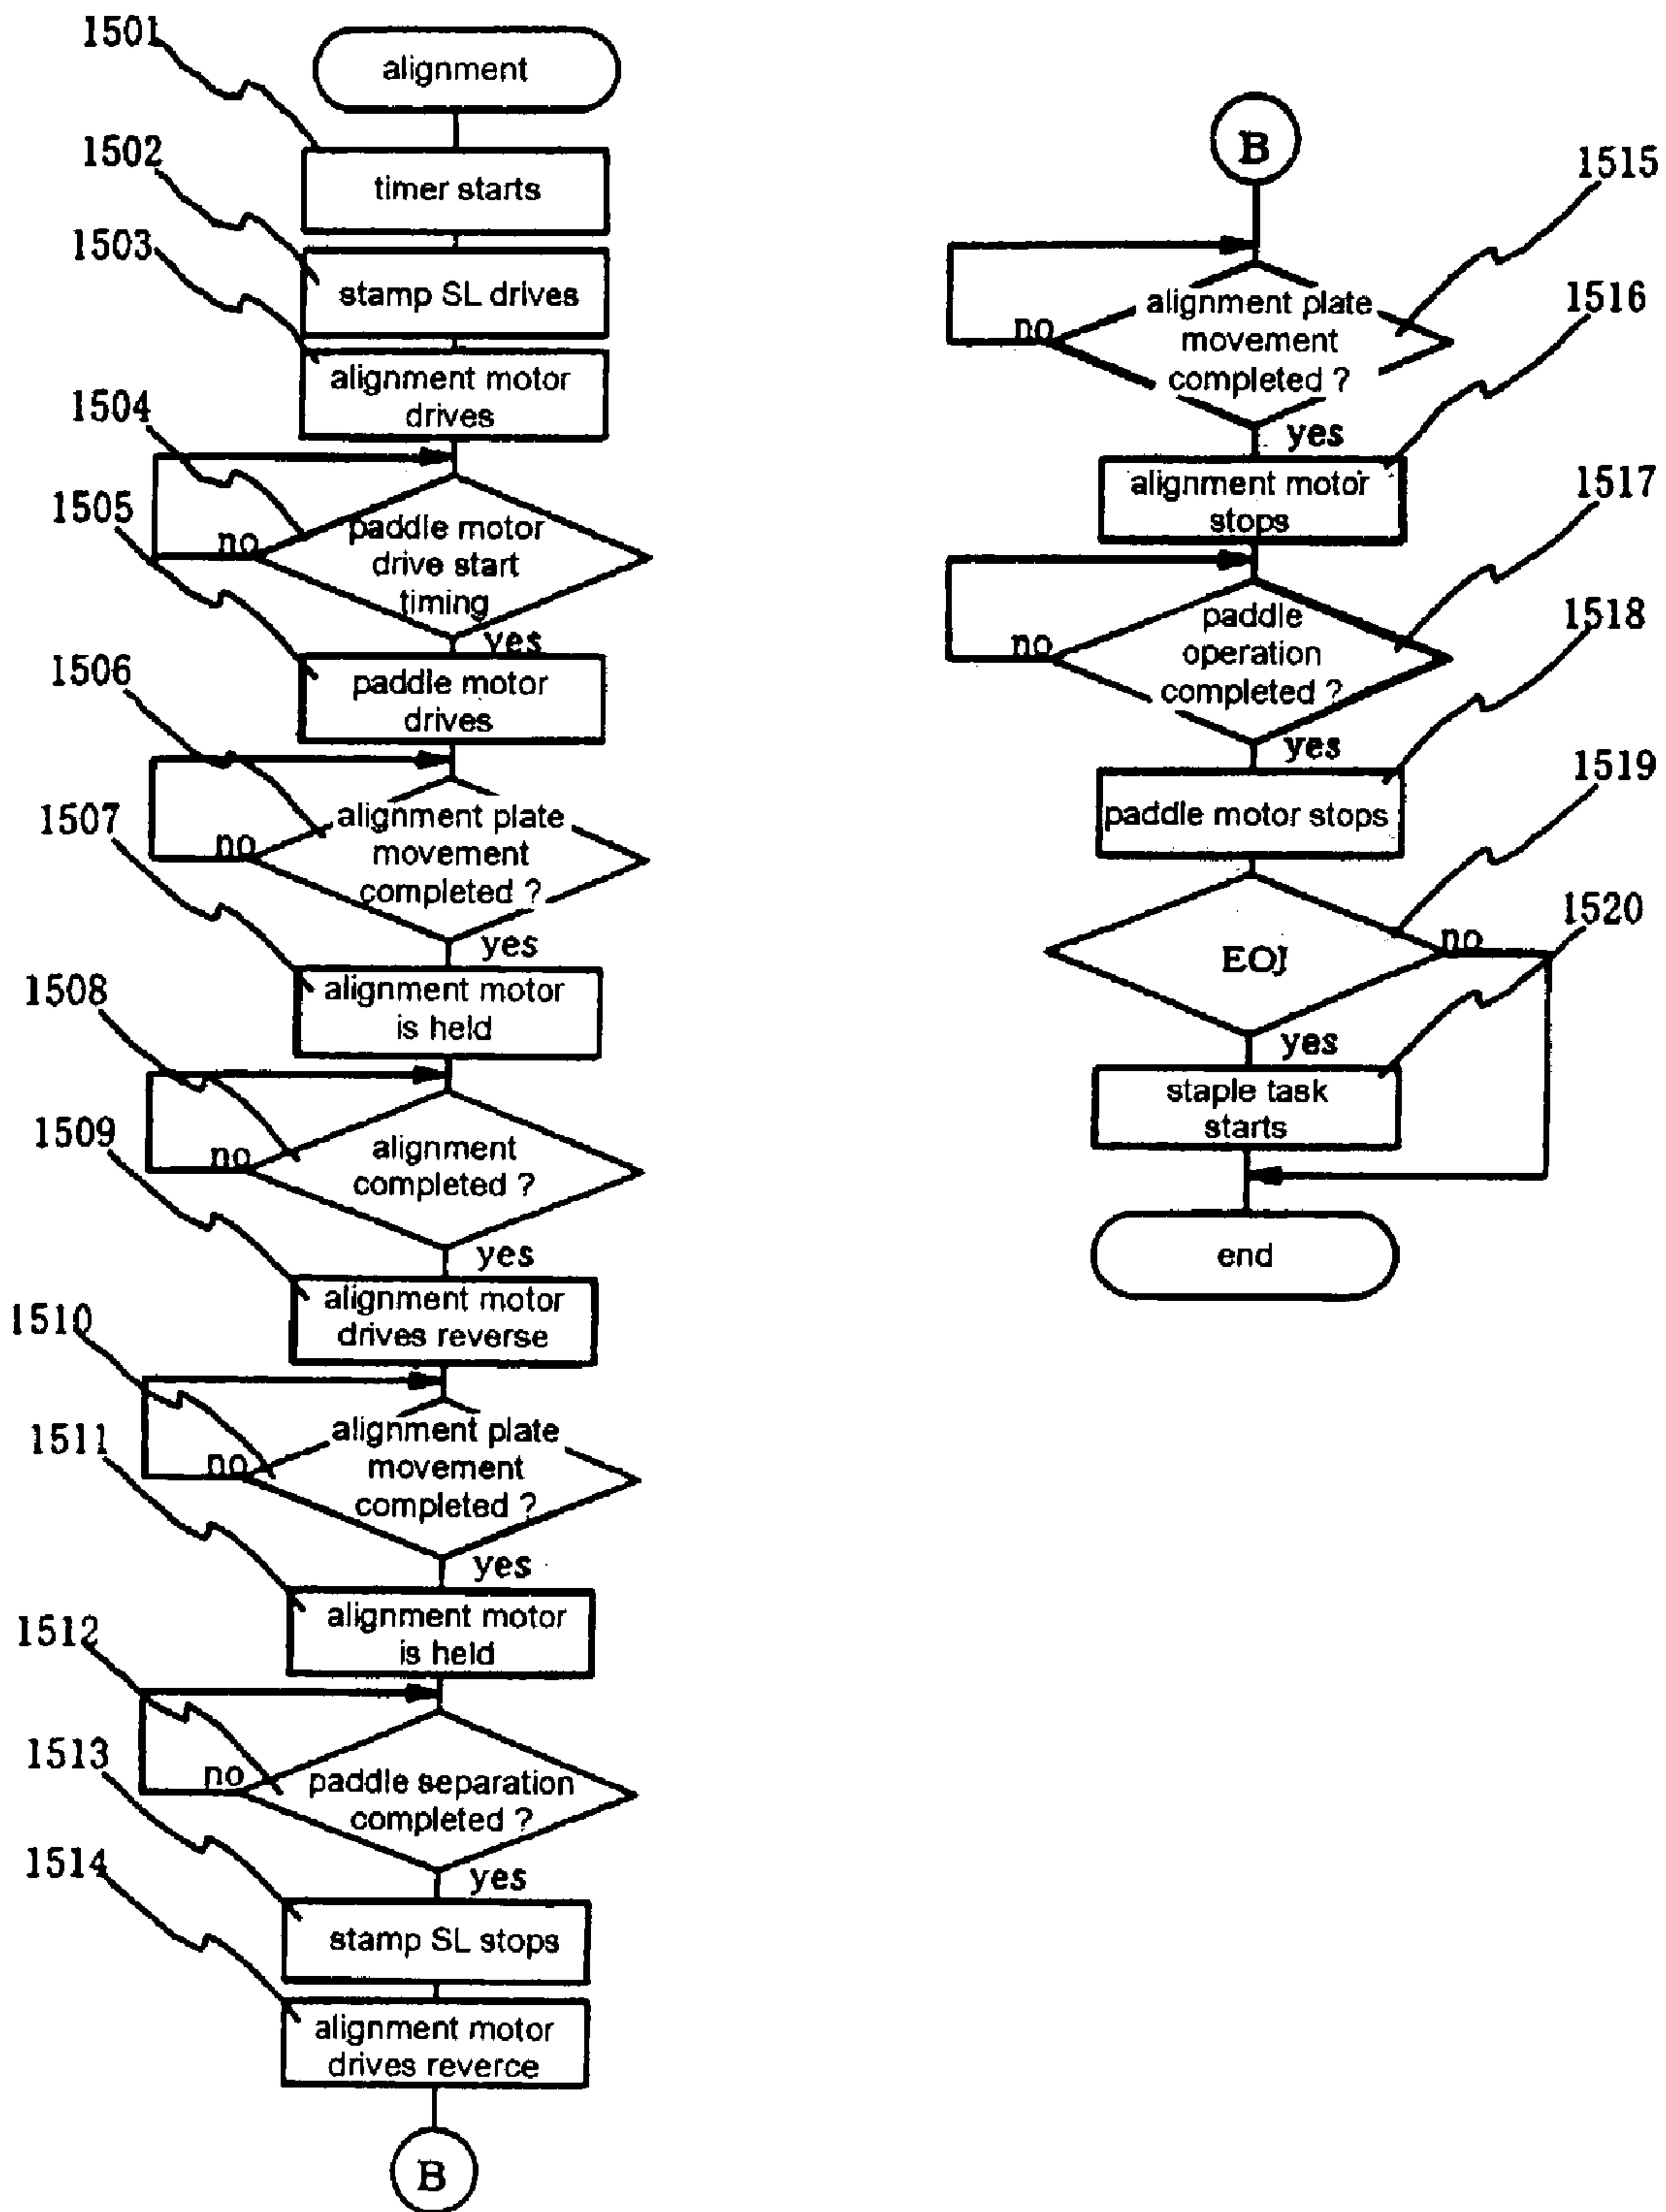 1501
alignment
1502
timer starts
1503
stamp SL drives
alignment motor
drives
1504
1505
no
paddle motor
drive start
timing
yes
1506
paddle motor
drives
1507
no
alignment plate
movement
completed ?
yes
1508
alignment motor
is held
1509
no
alignment
completed ?
yes
1510
alignment motor
drives reverse
1511
no
alignment plate
movement
completed ?
yes
1512
alignment motor
is held
1513
no
paddle separation
completed ?
yes
1514
stamp SL stops
alignment motor
drives reverce
B
B
1515
no
alignment plate
movement
completed ?
yes
1516
alignment motor
stops
1517
no
paddle
operation
completed ?
yes
1518
paddle motor stops
1519
EOJ
no
yes
1520
staple task
starts
end